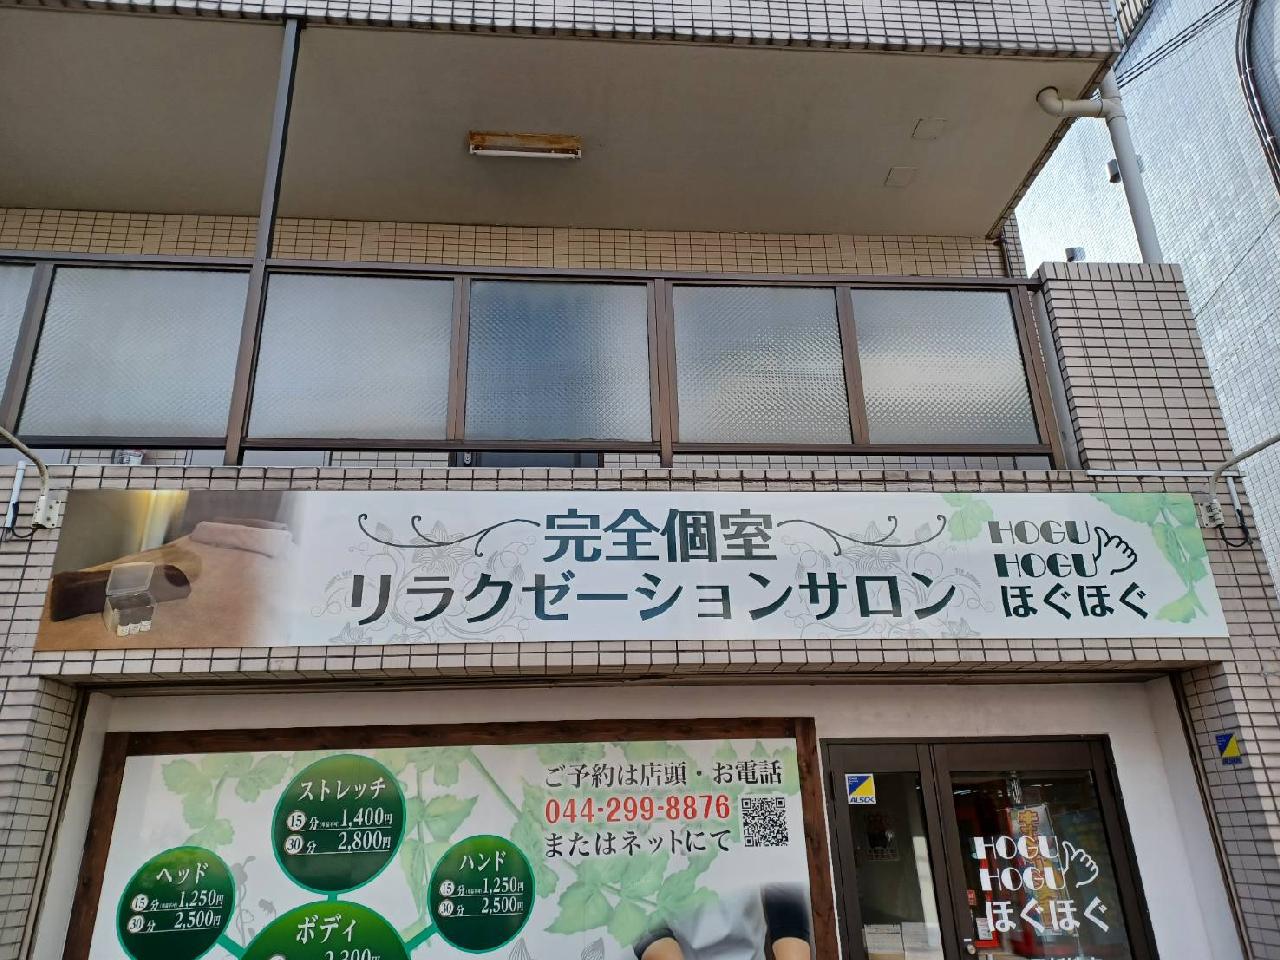 完全個室
リラクゼーションサロン
HOGU
HOGU
ほぐほぐ
ご予約は店頭・お電話
044-299-8876
またはネットにて
ストレッチ
15分 1,400円
30分 2,800円
ヘッド
15分 1,250円
30分 2,500円
ハンド
15分 1,250円
30分 2,500円
ボディ
ALSOK
HOGU
HOGU
ほぐほぐ